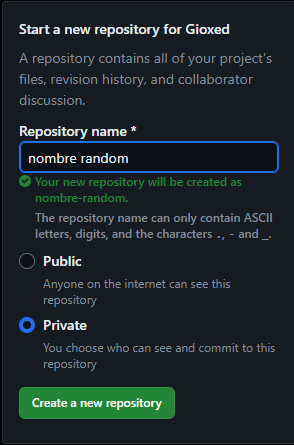 Start a new repository for Gioxed
A repository contains all of your project's
files, revision history, and collaborator
discussion.
Repository name *
nombre random
Your new repository will be created as
nombre-random.
The repository name can only contain ASCII
letters, digits, and the characters ., - and _.
Public
Anyone on the internet can see this
repository
Private
You choose who can see and commit to this
repository
Create a new repository